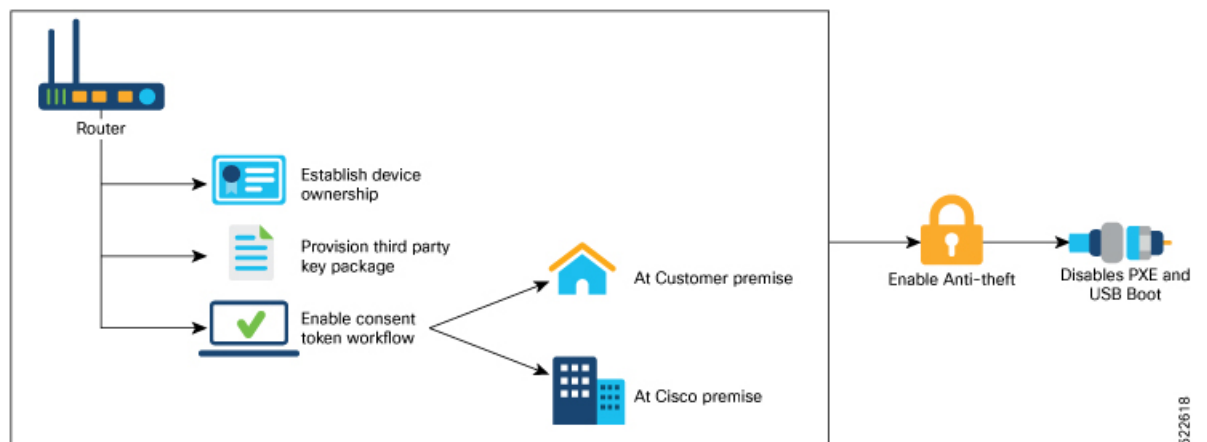 Router
Establish device
ownership
Provision third party
key package
Enable consent
token workflow
At Customer premise
At Cisco premise
Enable Anti-theft
Disables PXE and
USB Boot
522618